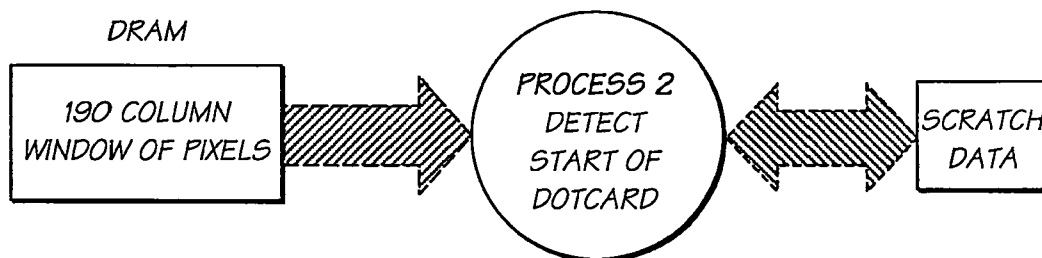 DRAM
190 COLUMN
WINDOW OF PIXELS
PROCESS 2
DETECT
START OF
DOTCARD
SCRATCH
DATA